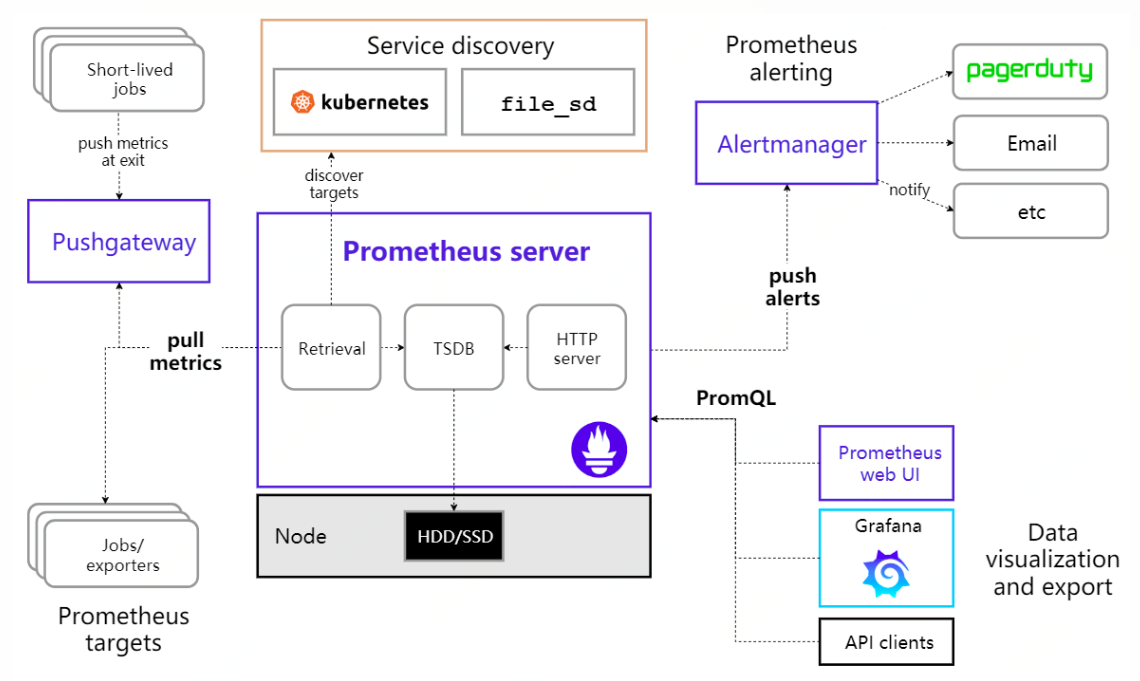 Short-lived
jobs
push metrics
at exit
Pushgateway
Service discovery
kubernetes
file_sd
discover
targets
Prometheus
alerting
Alertmanager
pagerduty
Email
notify
etc
Prometheus server
Retrieval
TSDB
HTTP
server
pull
metrics
push
alerts
PromQL
Node
HDD/SSD
Jobs/
exporters
Prometheus
targets
Prometheus
web UI
Grafana
API clients
Data
visualization
and export